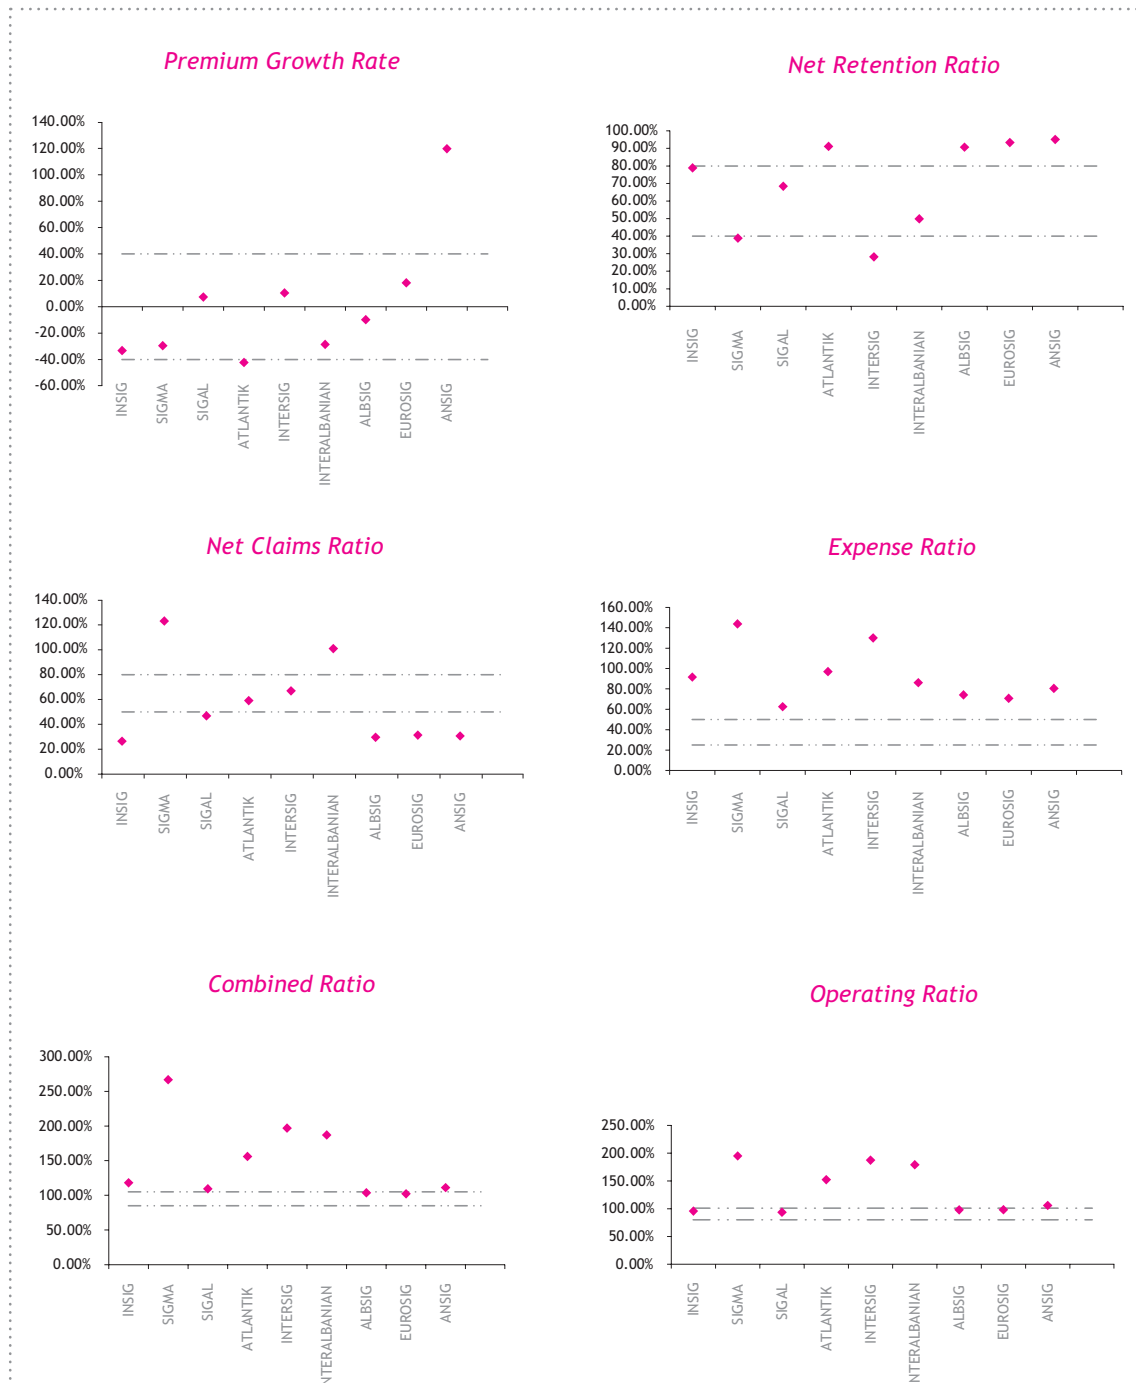 Premium Growth Rate
140.00%
120.00%
100.00%
80.00%
60.00%
40.00%
20.00%
0.00%
-20.00%
-40.00%
-60.00%
INSIG
SIGMA
SIGAL
ATLANTIK
INTERSIG
INTERALBANIAN
ALBSIG
EUROSIG
ANSIG
Net Retention Ratio
100.00%
90.00%
80.00%
70.00%
60.00%
50.00%
40.00%
30.00%
20.00%
10.00%
0.00%
INSIG
SIGMA
SIGAL
ATLANTIK
INTERSIG
INTERALBANIAN
ALBSIG
EUROSIG
ANSIG
Net Claims Ratio
140.00%
120.00%
100.00%
80.00%
60.00%
40.00%
20.00%
0.00%
INSIG
SIGMA
SIGAL
ATLANTIK
INTERSIG
INTERALBANIAN
ALBSIG
EUROSIG
ANSIG
Expense Ratio
160.00%
140.00%
120.00%
100.00%
80.00%
60.00%
40.00%
20.00%
0.00%
INSIG
SIGMA
SIGAL
ATLANTIK
INTERSIG
INTERALBANIAN
ALBSIG
EUROSIG
ANSIG
Combined Ratio
300.00%
250.00%
200.00%
150.00%
100.00%
50.00%
0.00%
INSIG
SIGMA
SIGAL
ATLANTIK
INTERSIG
NTERALBANIAN
ALBSIG
EUROSIG
ANSIG
Operating Ratio
250.00%
200.00%
150.00%
100.00%
50.00%
0.00%
INSIG
SIGMA
SIGAL
ATLANTIK
INTERSIG
INTERALBANIAN
ALBSIG
EUROSIG
ANSIG